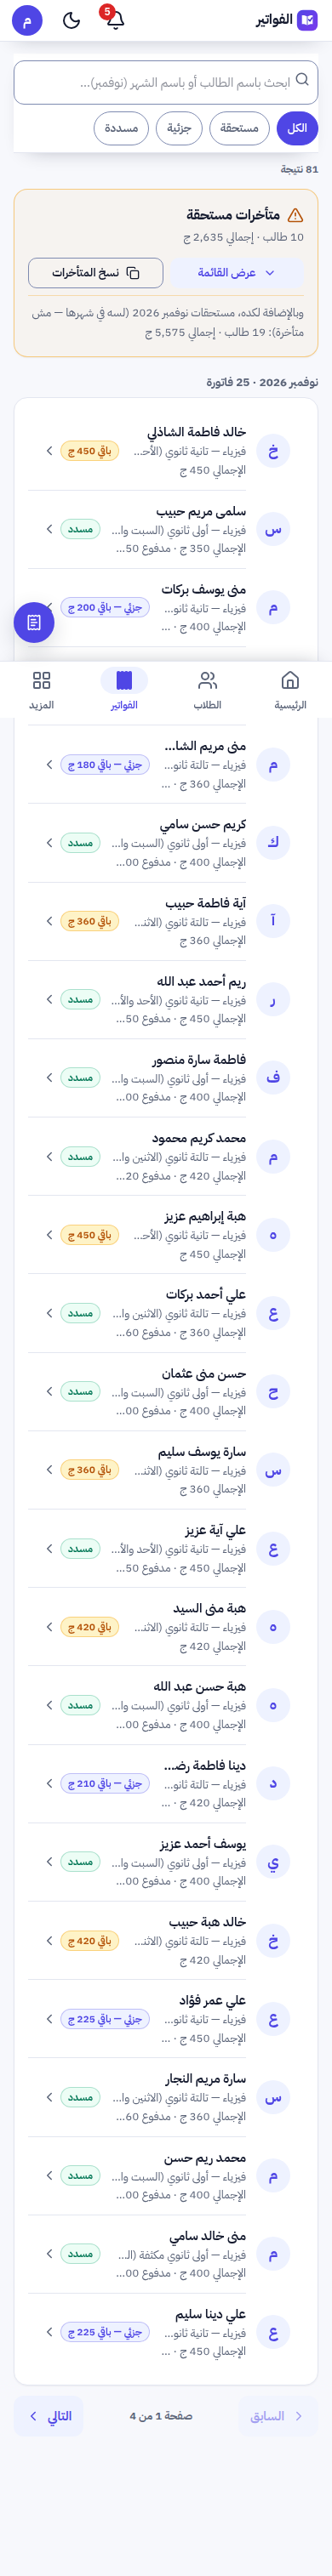 الفواتير
5
م
ابحث باسم الطالب أو باسم الشهر (نوفمبر)...
الكل
مستحقة
جزئية
مسددة
81 نتيجة
متأخرات مستحقة
10 طالب · إجمالي 2,635 ج
عرض القائمة
نسخ المتأخرات
وبالإضافة لكده، مستحقات نوفمبر 2026 (لسه في شهرها — مش متأخرة): 19 طالب · إجمالي 5,575 ج
نوفمبر 2026 · 25 فاتورة
خ
خالد فاطمة الشاذلي
فيزياء — ثانية ثانوي (الأحـ...
الإجمالي 450 ج
باقي 450 ج
س
سلمى مريم حبيب
فيزياء — أولى ثانوي (السبت وا...
الإجمالي 350 ج · مدفوع 50...
مسدد
م
منى يوسف بركات
فيزياء — ثالثة ثانو...
الإجمالي 400 ج · ...
جزئي — باقي 200 ج
الرئيسية
الطلاب
الفواتير
المزيد
م
منى مريم الشا...
فيزياء — ثالثة ثانو...
الإجمالي 360 ج · ...
جزئي — باقي 180 ج
ك
كريم حسن سامي
فيزياء — أولى ثانوي (السبت وا...
الإجمالي 400 ج · مدفوع 00...
مسدد
آ
آية فاطمة حبيب
فيزياء — ثالثة ثانوي (الاثنـ...
الإجمالي 360 ج
باقي 360 ج
ر
ريم أحمد عبد الله
فيزياء — ثانية ثانوي (الأحد والأر...
الإجمالي 450 ج · مدفوع 50...
مسدد
ف
فاطمة سارة منصور
فيزياء — أولى ثانوي (السبت وا...
الإجمالي 400 ج · مدفوع 00...
مسدد
م
محمد كريم محمود
فيزياء — ثالثة ثانوي (الاثنين وا...
الإجمالي 420 ج · مدفوع 20...
مسدد
ه
هبة إبراهيم عزيز
فيزياء — ثانية ثانوي (الأحـ...
الإجمالي 450 ج
باقي 450 ج
ع
علي أحمد بركات
فيزياء — ثالثة ثانوي (الاثنين وا...
الإجمالي 360 ج · مدفوع 60...
مسدد
ح
حسن منى عثمان
فيزياء — أولى ثانوي (السبت وا...
الإجمالي 400 ج · مدفوع 00...
مسدد
س
سارة يوسف سليم
فيزياء — ثالثة ثانوي (الاثنـ...
الإجمالي 360 ج
باقي 360 ج
ع
علي آية عزيز
فيزياء — ثانية ثانوي (الأحد والأر...
الإجمالي 450 ج · مدفوع 50...
مسدد
ه
هبة منى السيد
فيزياء — ثالثة ثانوي (الاثنـ...
الإجمالي 420 ج
باقي 420 ج
ه
هبة حسن عبد الله
فيزياء — أولى ثانوي (السبت وا...
الإجمالي 400 ج · مدفوع 00...
مسدد
د
دينا فاطمة رضـ...
فيزياء — ثالثة ثانو...
الإجمالي 420 ج · ...
جزئي — باقي 210 ج
ي
يوسف أحمد عزيز
فيزياء — أولى ثانوي (السبت وا...
الإجمالي 400 ج · مدفوع 00...
مسدد
خ
خالد هبة حبيب
فيزياء — ثالثة ثانوي (الاثنـ...
الإجمالي 420 ج
باقي 420 ج
ع
علي عمر فؤاد
فيزياء — ثانية ثانو...
الإجمالي 450 ج · ...
جزئي — باقي 225 ج
س
سارة مريم النجار
فيزياء — ثالثة ثانوي (الاثنين وا...
الإجمالي 360 ج · مدفوع 60...
مسدد
م
محمد ريم حسن
فيزياء — أولى ثانوي (السبت وا...
الإجمالي 400 ج · مدفوع 00...
مسدد
م
منى خالد سامي
فيزياء — أولى ثانوي مكثفة (الـ...
الإجمالي 400 ج · مدفوع 00...
مسدد
ع
علي دينا سليم
فيزياء — ثانية ثانو...
الإجمالي 450 ج · ...
جزئي — باقي 225 ج
السابق
صفحة 1 من 4
التالي